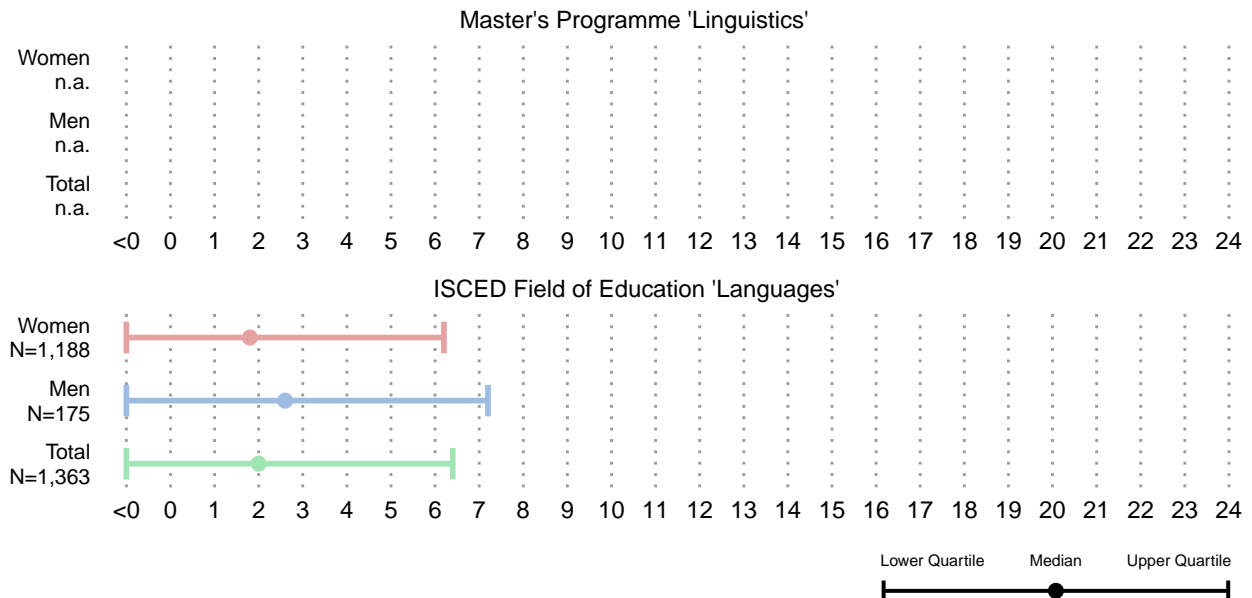 Master's Programme 'Linguistics'
Women
n.a.
Men
n.a.
Total
n.a.
<0 0 1 2 3 4 5 6 7 8 9 10 11 12 13 14 15 16 17 18 19 20 21 22 23 24
ISCED Field of Education 'Languages'
Women
N=1,188
Men
N=175
Total
N=1,363
<0 0 1 2 3 4 5 6 7 8 9 10 11 12 13 14 15 16 17 18 19 20 21 22 23 24
Lower Quartile Median Upper Quartile